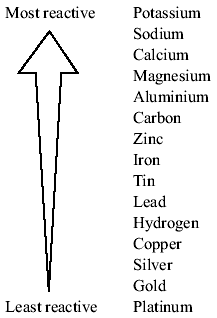 Most reactive Potassium
Sodium
Calcium
Magnesium
Aluminium
Carbon
Zinc
Iron
Tin
Lead
Hydrogen
Copper
Silver
Gold
Least reactive Platinum